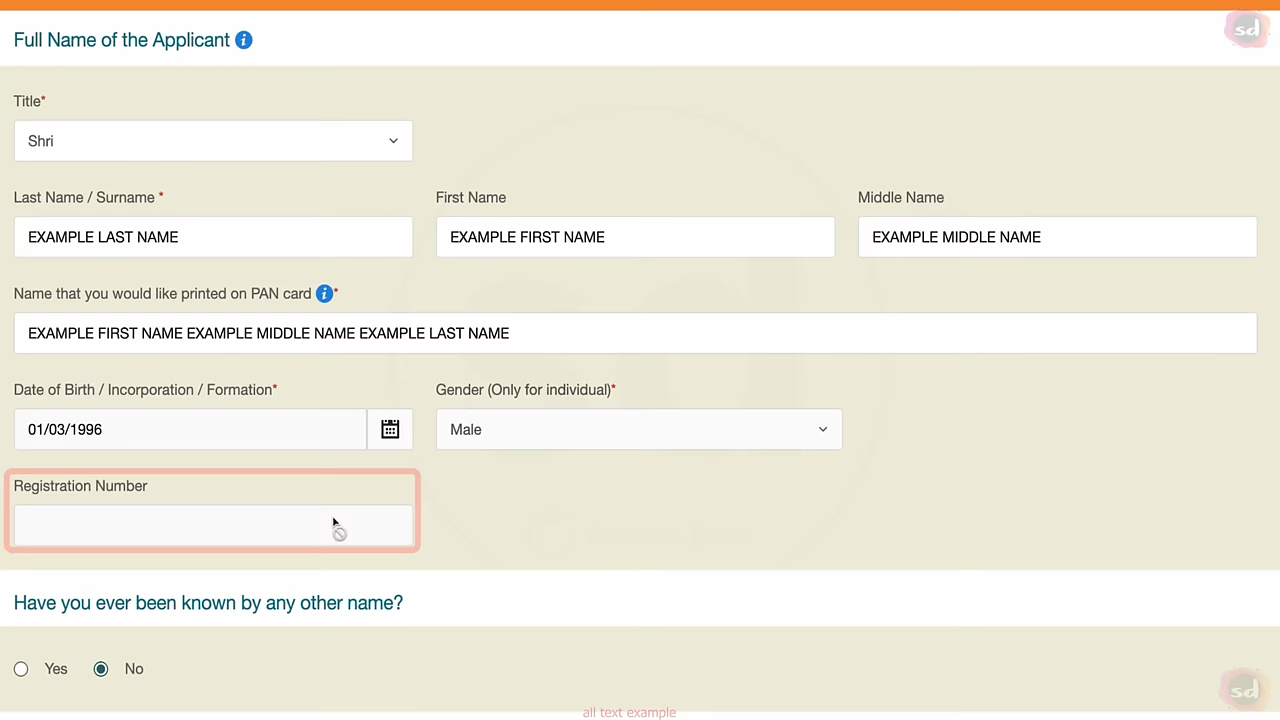 Full Name of the Applicant i
sd
Title*
Shri
Last Name / Surname * First Name Middle Name
EXAMPLE LAST NAME EXAMPLE FIRST NAME EXAMPLE MIDDLE NAME
Name that you would like printed on PAN card i*
EXAMPLE FIRST NAME EXAMPLE MIDDLE NAME EXAMPLE LAST NAME
Date of Birth / Incorporation / Formation* Gender (Only for individual)*
01/03/1996 Male
Registration Number
Have you ever been known by any other name?
Yes No
sd
all text example